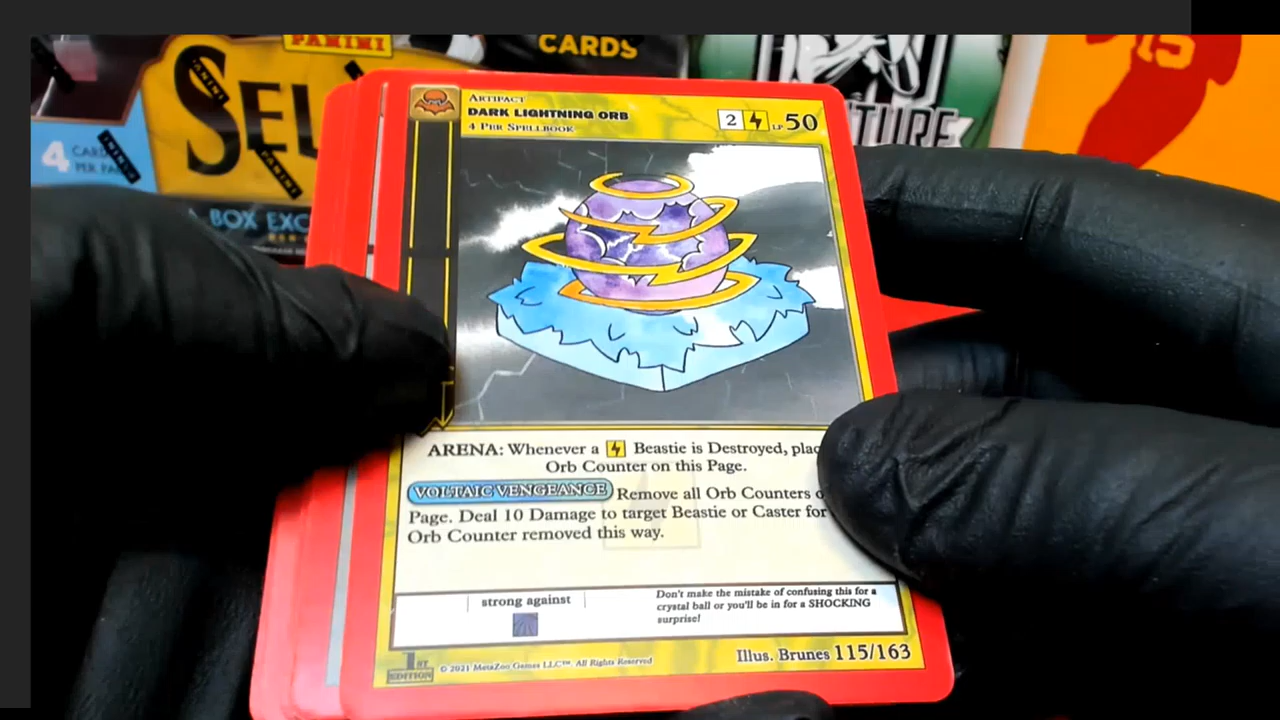 PANINI
CARDS
SEL
PANINI
PANINI
PANINI
4 CARDS
PER PA
BOX EXC
TURE
15
ARTIFACT
DARK LIGHTNING ORB
4 PER SPELLBOOK
2 LP 50
ARENA: Whenever a Beastie is Destroyed, plac
Orb Counter on this Page.
VOLTAIC VENGEANCE Remove all Orb Counters o
Page. Deal 10 Damage to target Beastie or Caster for
Orb Counter removed this way.
strong against
Don't make the mistake of confusing this for a
crystal ball or you'll be in for a SHOCKING
surprise!
1ST
EDITION
© 2021 MetaZoo Games LLC™ All Rights Reserved
Illus. Brunes 115/163